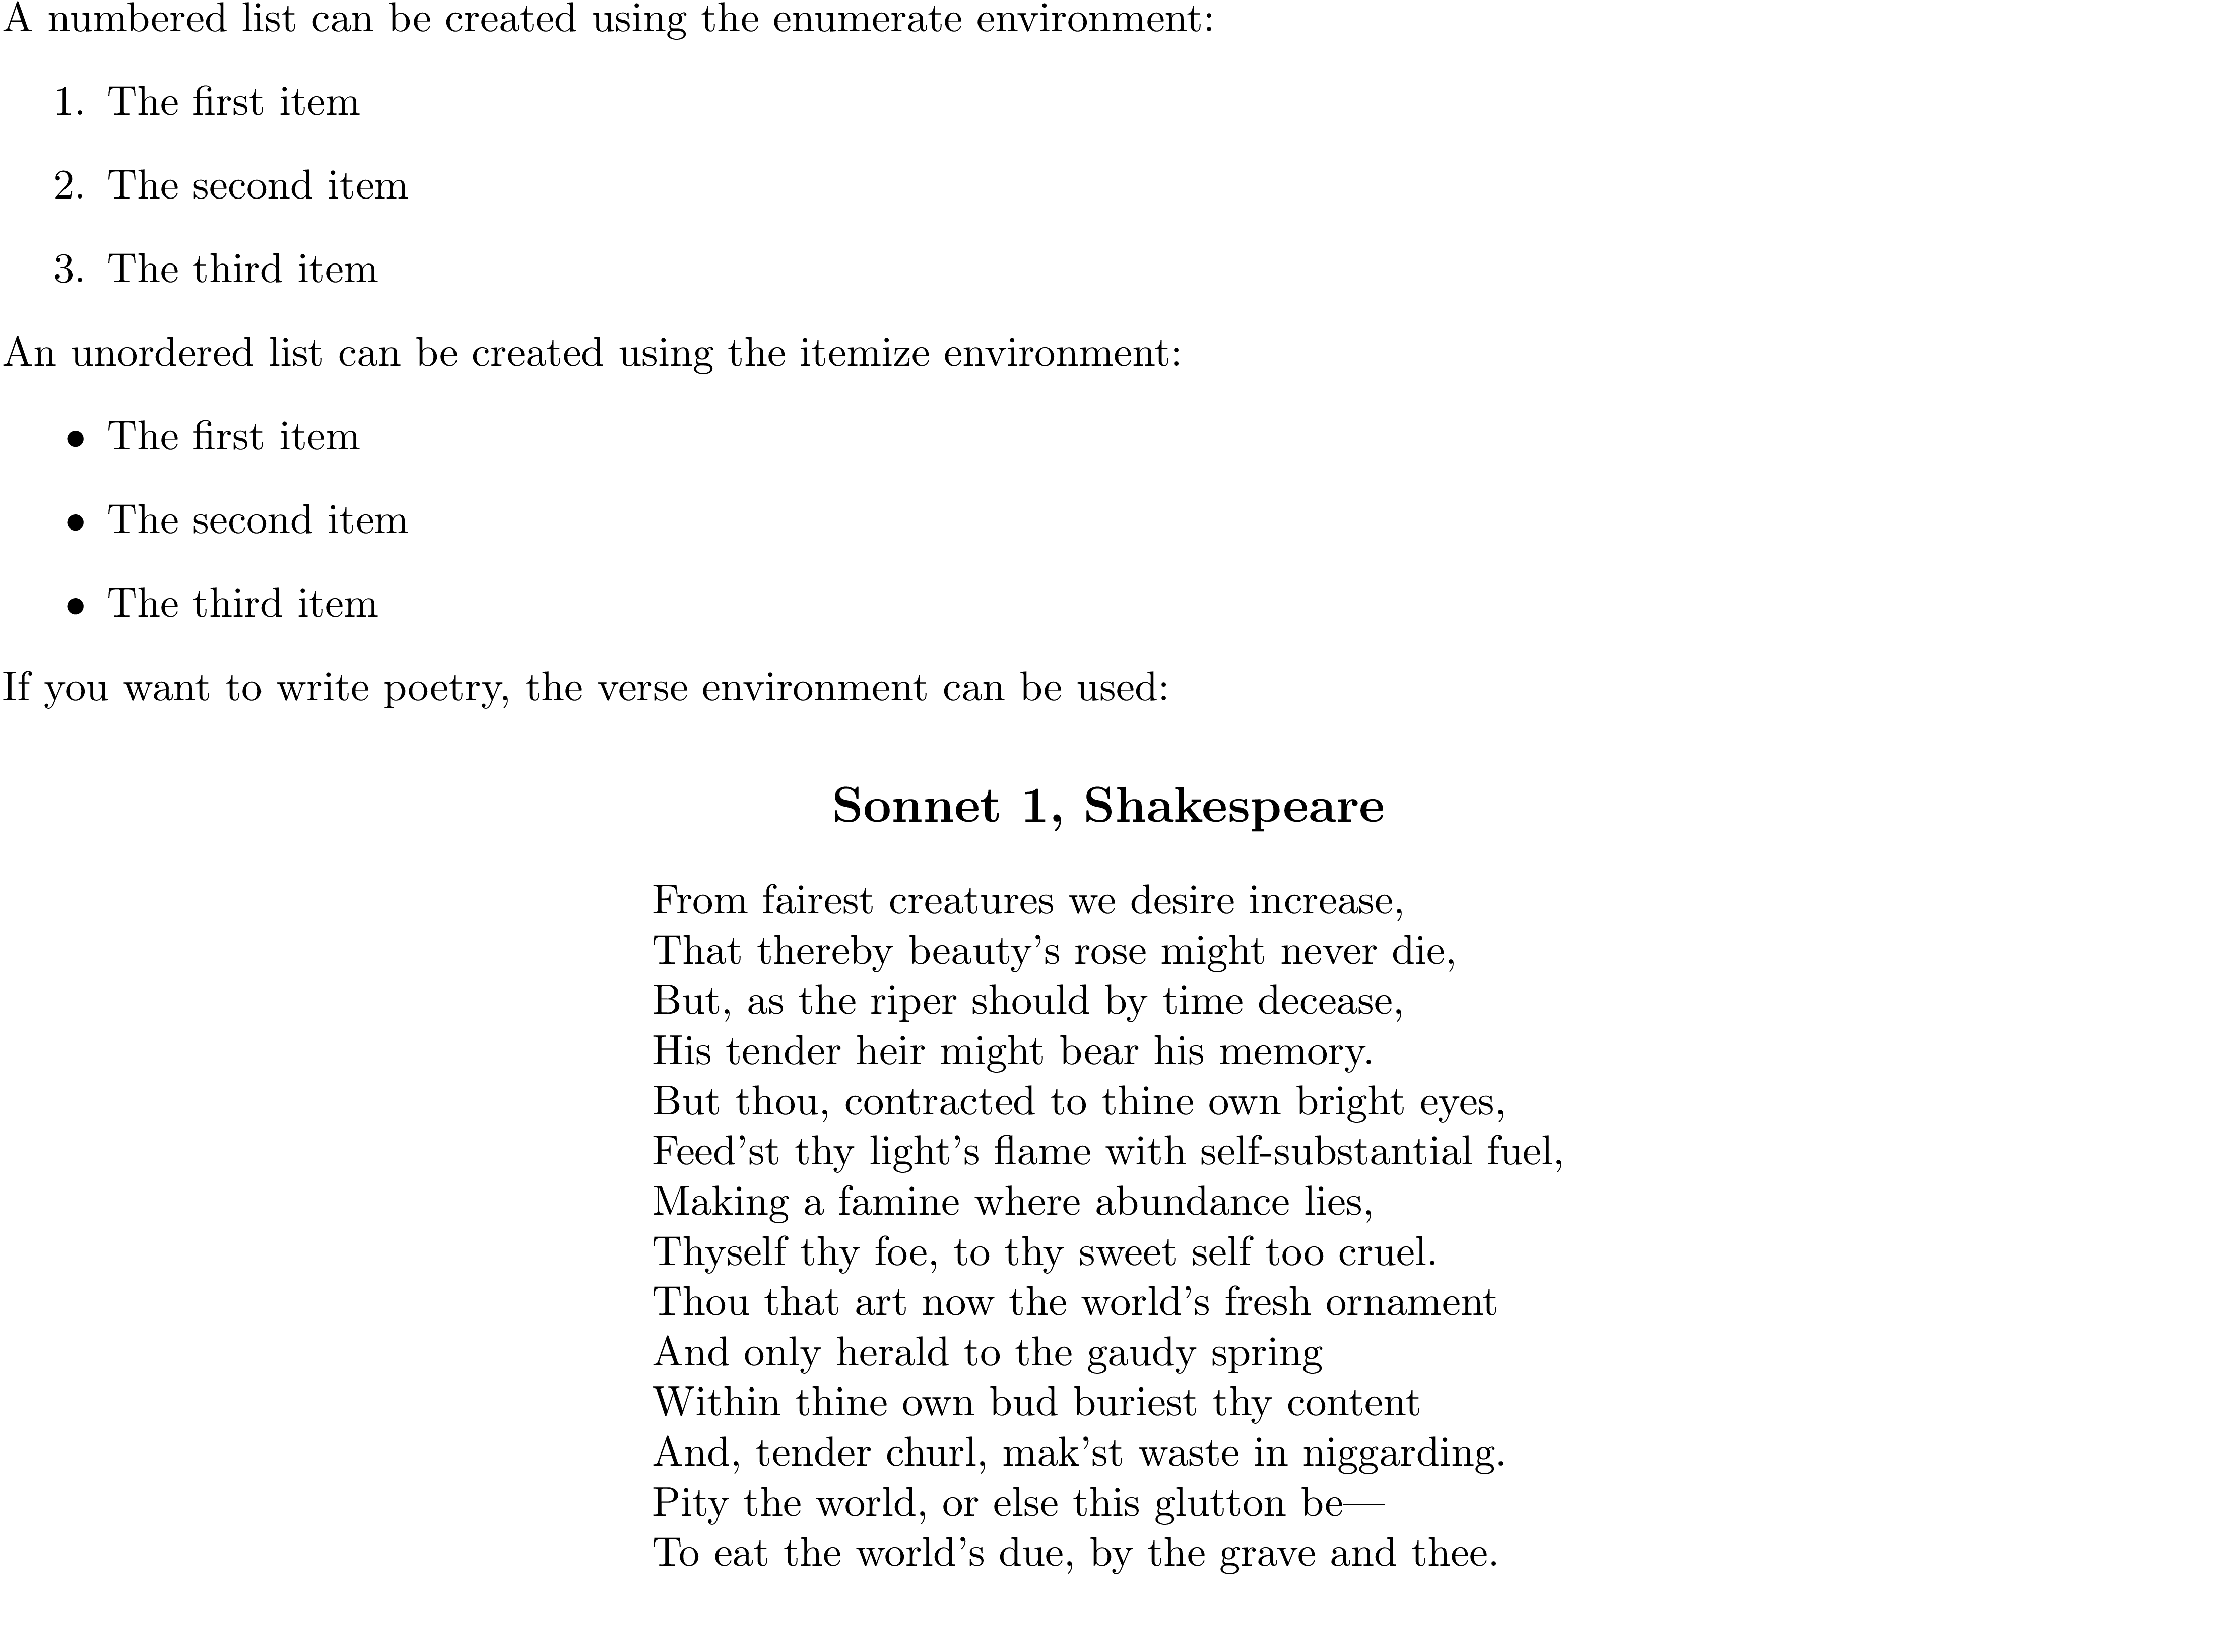 A numbered list can be created using the enumerate environment:
1. The first item
2. The second item
3. The third item
An unordered list can be created using the itemize environment:
• The first item
• The second item
• The third item
If you want to write poetry, the verse environment can be used:
Sonnet 1, Shakespeare
From fairest creatures we desire increase,
That thereby beauty’s rose might never die,
But, as the riper should by time decease,
His tender heir might bear his memory.
But thou, contracted to thine own bright eyes,
Feed’st thy light’s flame with self-substantial fuel,
Making a famine where abundance lies,
Thyself thy foe, to thy sweet self too cruel.
Thou that art now the world’s fresh ornament
And only herald to the gaudy spring
Within thine own bud buriest thy content
And, tender churl, mak’st waste in niggarding.
Pity the world, or else this glutton be—
To eat the world’s due, by the grave and thee.